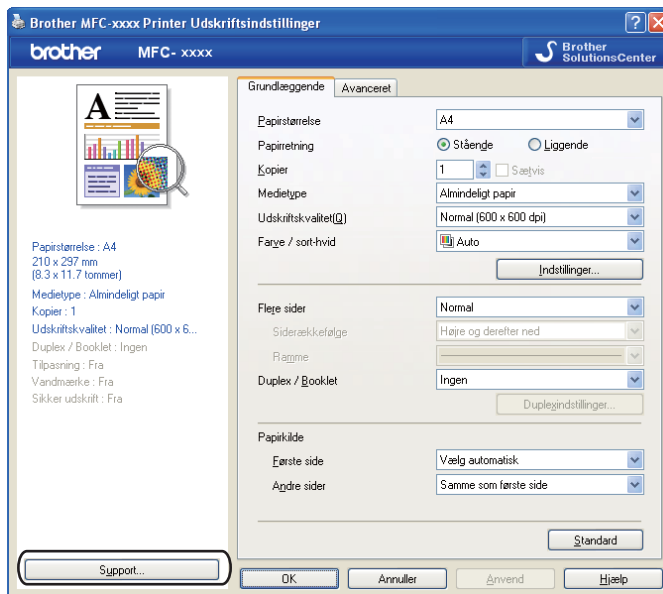 Brother MFC-xxxx Printer Udskriftsindstillinger
brother MFC- xxxx
Brother
SolutionsCenter
A
Papirstørrelse : A4
210 x 297 mm
(8.3 x 11.7 tommer)
Medietype : Almindeligt papir
Kopier : 1
Udskriftskvalitet : Normal (600 x 6...
Duplex / Booklet : Ingen
Tilpasning : Fra
Vandmærke : Fra
Sikker udskrift : Fra
Support...
Grundlæggende Avanceret
Papirstørrelse A4
Papirretning Stående Liggende
Kopier 1 Sætvis
Medietype Almindeligt papir
Udskriftskvalitet(Q) Normal (600 x 600 dpi)
Farve / sort-hvid Auto
Indstillinger...
Flere sider Normal
Siderækkefølge Højre og derefter ned
Ramme
Duplex / Booklet Ingen
Duplexindstillinger...
Papirkilde
Første side Vælg automatisk
Andre sider Samme som første side
Standard
OK Annuller Anvend Hjælp